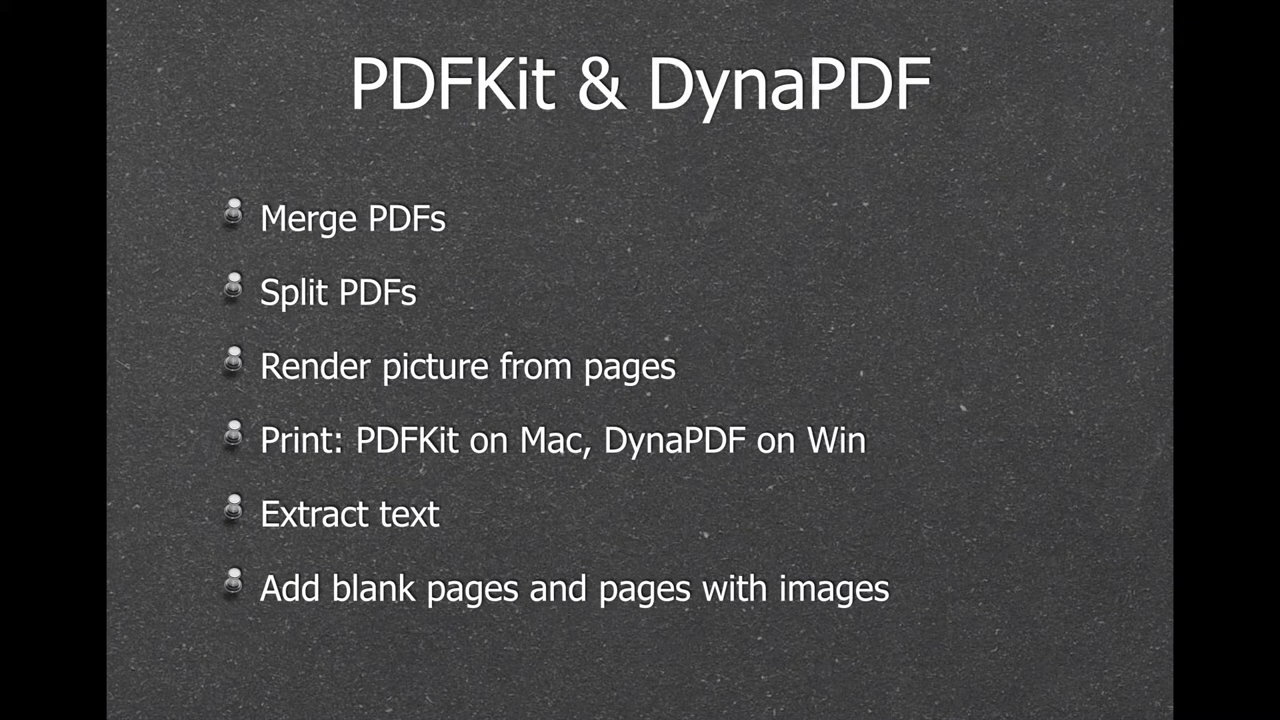 PDFKit & DynaPDF
Merge PDFs
Split PDFs
Render picture from pages
Print: PDFKit on Mac, DynaPDF on Win
Extract text
Add blank pages and pages with images